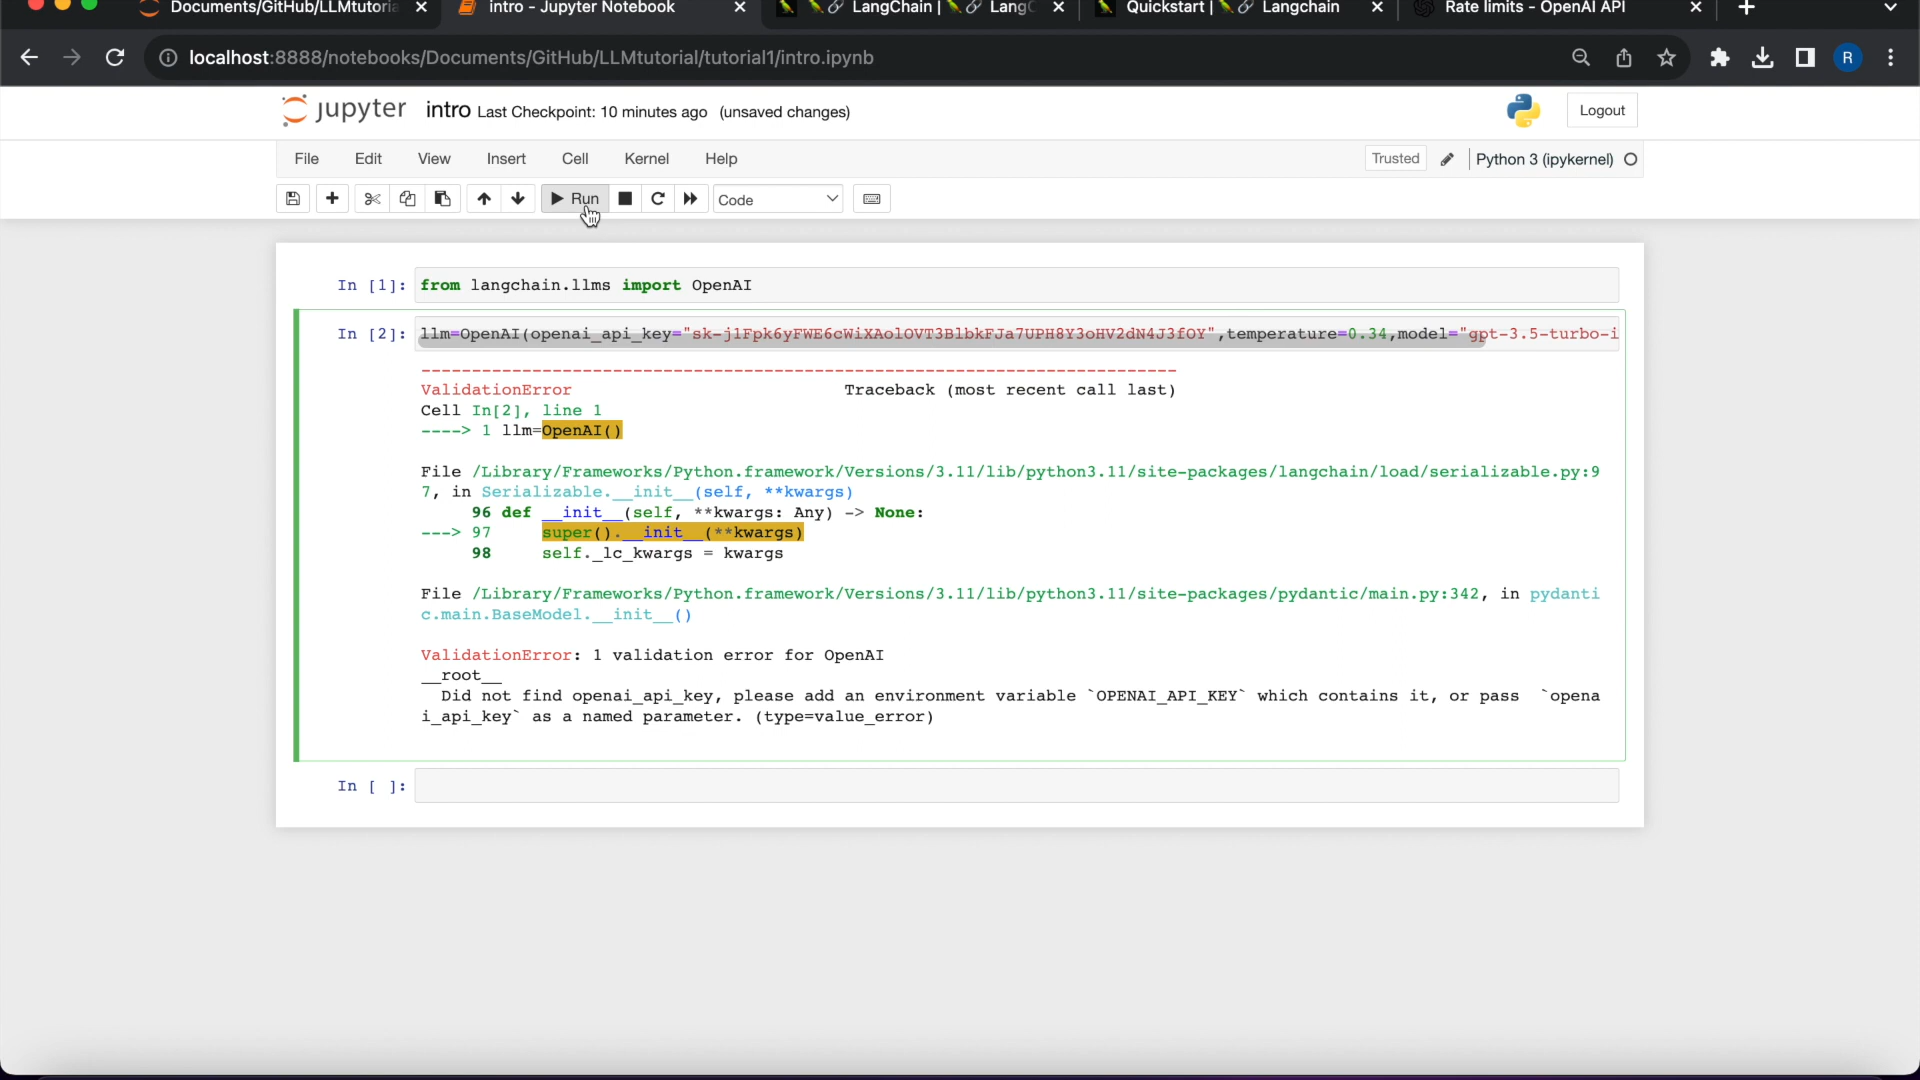 Documents/GitHub/LLMtutoria
intro - Jupyter Notebook
LangChain | LangC
Quickstart | Langchain
Rate limits - OpenAI API
localhost:8888/notebooks/Documents/GitHub/LLMtutorial/tutorial1/intro.ipynb
R
jupyter intro Last Checkpoint: 10 minutes ago (unsaved changes)
Logout
File Edit View Insert Cell Kernel Help
Trusted Python 3 (ipykernel)
Run Code
In [1]: from langchain.llms import OpenAI
In [2]: llm=OpenAI(openai_api_key="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",temperature=0.34,model="gpt-3.5-turbo-i
---------------------------------------------------------------------------
ValidationError Traceback (most recent call last)
Cell In[2], line 1
----> 1 llm=OpenAI()
File /Library/Frameworks/Python.framework/Versions/3.11/lib/python3.11/site-packages/langchain/load/serializable.py:9
7, in Serializable.__init__(self, **kwargs)
96 def __init__(self, **kwargs: Any) -> None:
---> 97 super().__init__(**kwargs)
98 self._lc_kwargs = kwargs
File /Library/Frameworks/Python.framework/Versions/3.11/lib/python3.11/site-packages/pydantic/main.py:342, in pydanti
c.main.BaseModel.__init__()
ValidationError: 1 validation error for OpenAI
__root__
Did not find openai_api_key, please add an environment variable `OPENAI_API_KEY` which contains it, or pass `opena
i_api_key` as a named parameter. (type=value_error)
In [ ]: